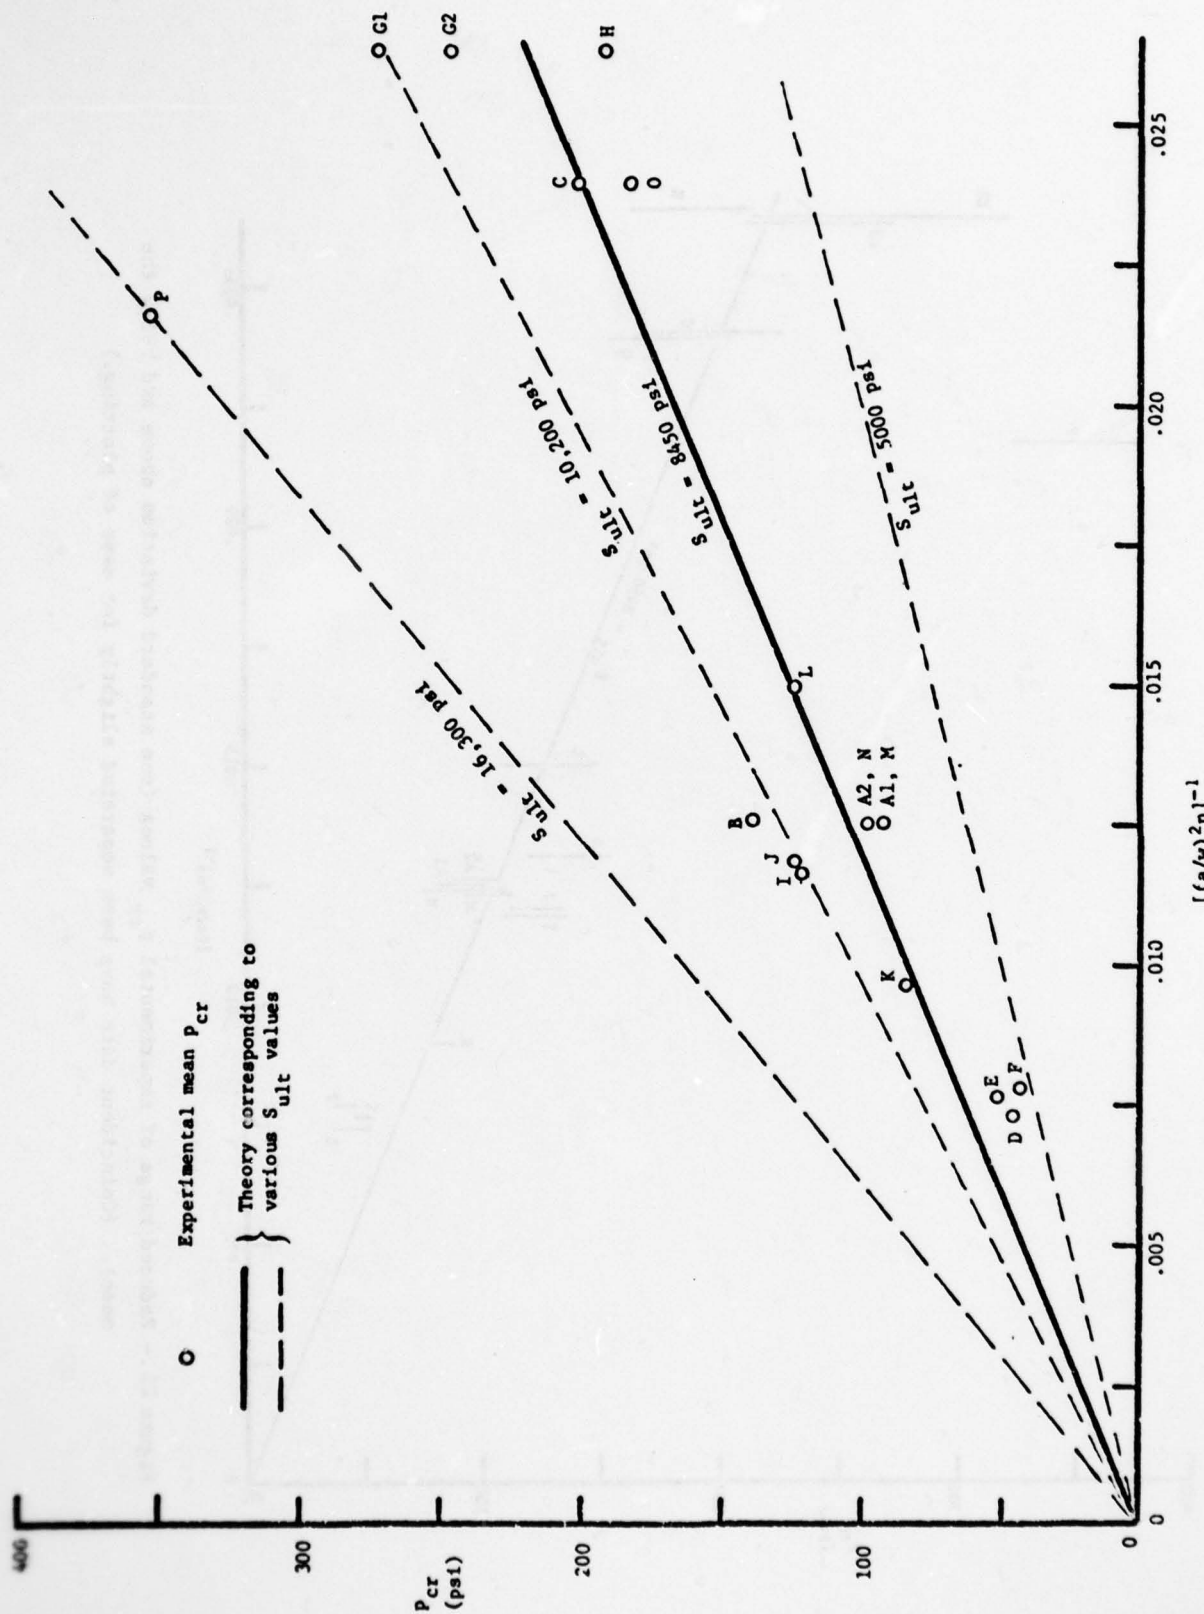 400
300
200
100
0
P cr
(psi)
O Experimental mean P cr
Theory corresponding to
various S ult values
S ult = 16,300 psi
S ult = 10,200 psi
S ult = 8450 psi
S ult = 5000 psi
P
G1
G2
H
C
O
B
A2, N
A1, M
L
I
J
K
D
E
F
0
.005
.010
.015
.020
.025